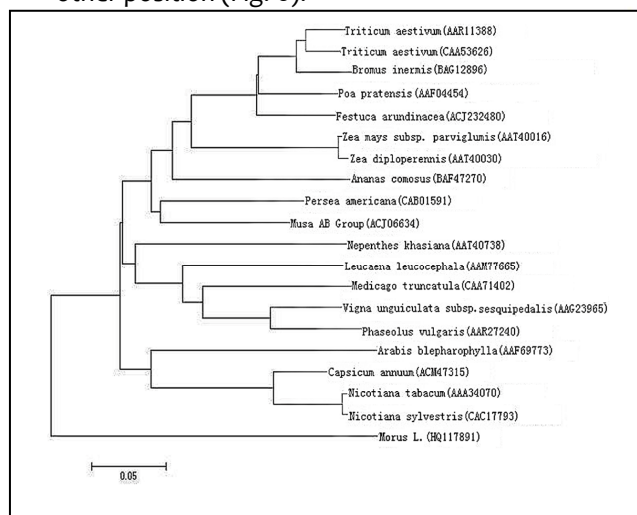 other position (Fig. 6).
Triticum aestivum(AAR11388)
Triticum aestivum(CAA53626)
Bromus inermis(BAG12896)
Poa pratensis(AAF04454)
Festuca arundinacea(ACJ232480)
Zea mays subsp. parviglumis(AAT40016)
Zea diploperennis(AAT40030)
Ananas comosus(BAF47270)
Persea americana(CAB01591)
Musa AB Group(ACJ06634)
Nepenthes khasiana(AAT40738)
Leucaena leucocephala(AAM77665)
Medicago truncatula(CAA71402)
Vigna unguiculata subsp.sesquipedalis(AAG23965)
Phaseolus vulgaris(AAR27240)
Arabis blepharophylla(AAF69773)
Capsicum annuum(ACM47315)
Nicotiana tabacum(AAA34070)
Nicotiana sylvestris(CAC17793)
Morus L.(HQ117891)
0.05